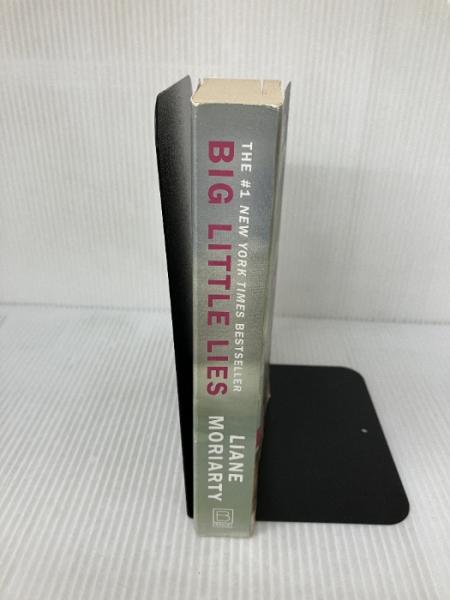 THE #1 NEW YORK TIMES BESTSELLER
BIG LITTLE LIES
LIANE
MORIARTY